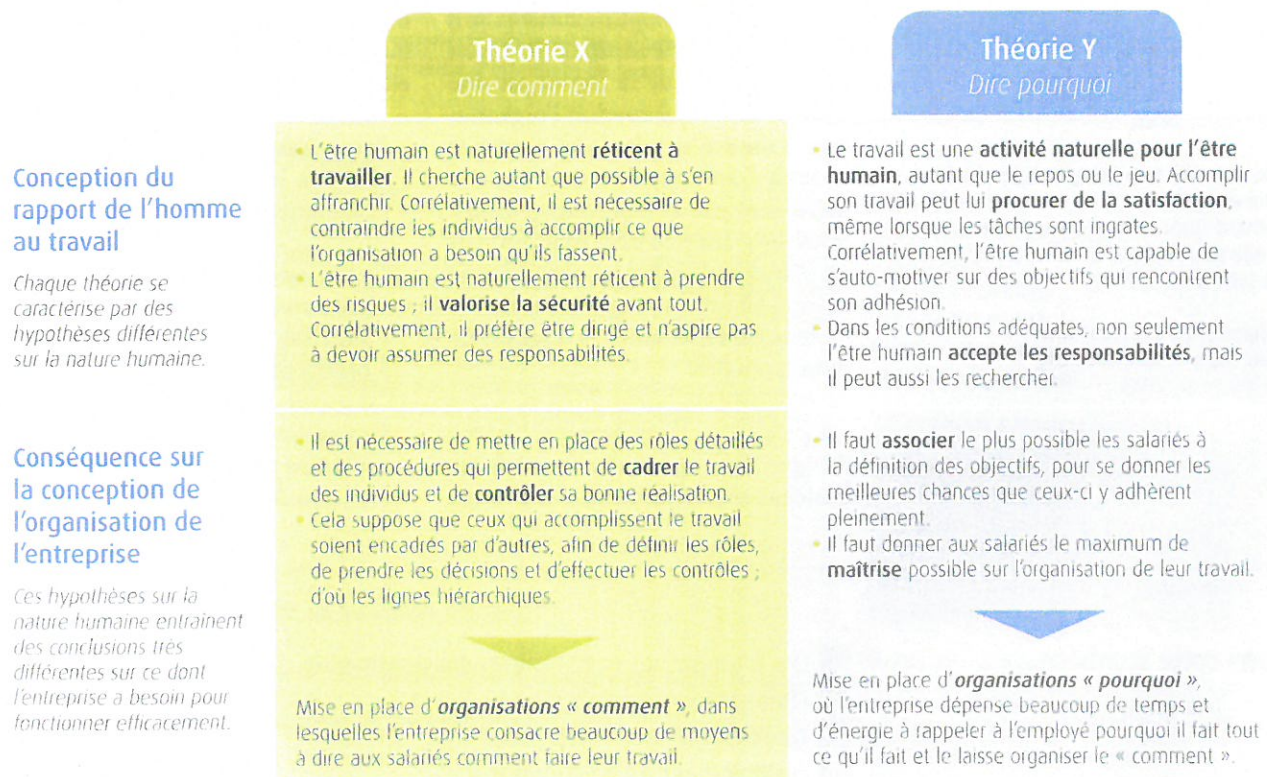 Théorie X
Dire comment
Théorie Y
Dire pourquoi
Conception du
rapport de l'homme
au travail
Chaque théorie se
caractérise par des
hypothèses différentes
sur la nature humaine.
• L'être humain est naturellement réticent à
travailler. Il cherche autant que possible à s'en
affranchir. Corrélativement, il est nécessaire de
contraindre les individus à accomplir ce que
l'organisation a besoin qu'ils fassent.
• L'être humain est naturellement réticent à prendre
des risques ; il valorise la sécurité avant tout.
Corrélativement, il préfère être dirigé et n'aspire pas
à devoir assumer des responsabilités.
• Le travail est une activité naturelle pour l'être
humain, autant que le repos ou le jeu. Accomplir
son travail peut lui procurer de la satisfaction,
même lorsque les tâches sont ingrates.
Corrélativement, l'être humain est capable de
s'auto-motiver sur des objectifs qui rencontrent
son adhésion.
• Dans les conditions adéquates, non seulement
l'être humain accepte les responsabilités, mais
il peut aussi les rechercher.
Conséquence sur
la conception de
l'organisation de
l'entreprise
Ces hypothèses sur la
nature humaine entrainent
des conclusions très
différentes sur ce dont
l'entreprise a besoin pour
fonctionner efficacement.
• Il est nécessaire de mettre en place des rôles détaillés
et des procédures qui permettent de cadrer le travail
des individus et de contrôler sa bonne réalisation.
• Cela suppose que ceux qui accomplissent le travail
soient encadrés par d'autres, afin de définir les rôles,
de prendre les décisions et d'effectuer les contrôles ;
d'où les lignes hiérarchiques.
Mise en place d'organisations « comment », dans
lesquelles l'entreprise consacre beaucoup de moyens
à dire aux salariés comment faire leur travail.
• Il faut associer le plus possible les salariés à
la définition des objectifs, pour se donner les
meilleures chances que ceux-ci y adhèrent
pleinement.
• Il faut donner aux salariés le maximum de
maîtrise possible sur l'organisation de leur travail.
Mise en place d'organisations « pourquoi »,
où l'entreprise dépense beaucoup de temps et
d'énergie à rappeler à l'employé pourquoi il fait tout
ce qu'il fait et le laisse organiser le « comment ».